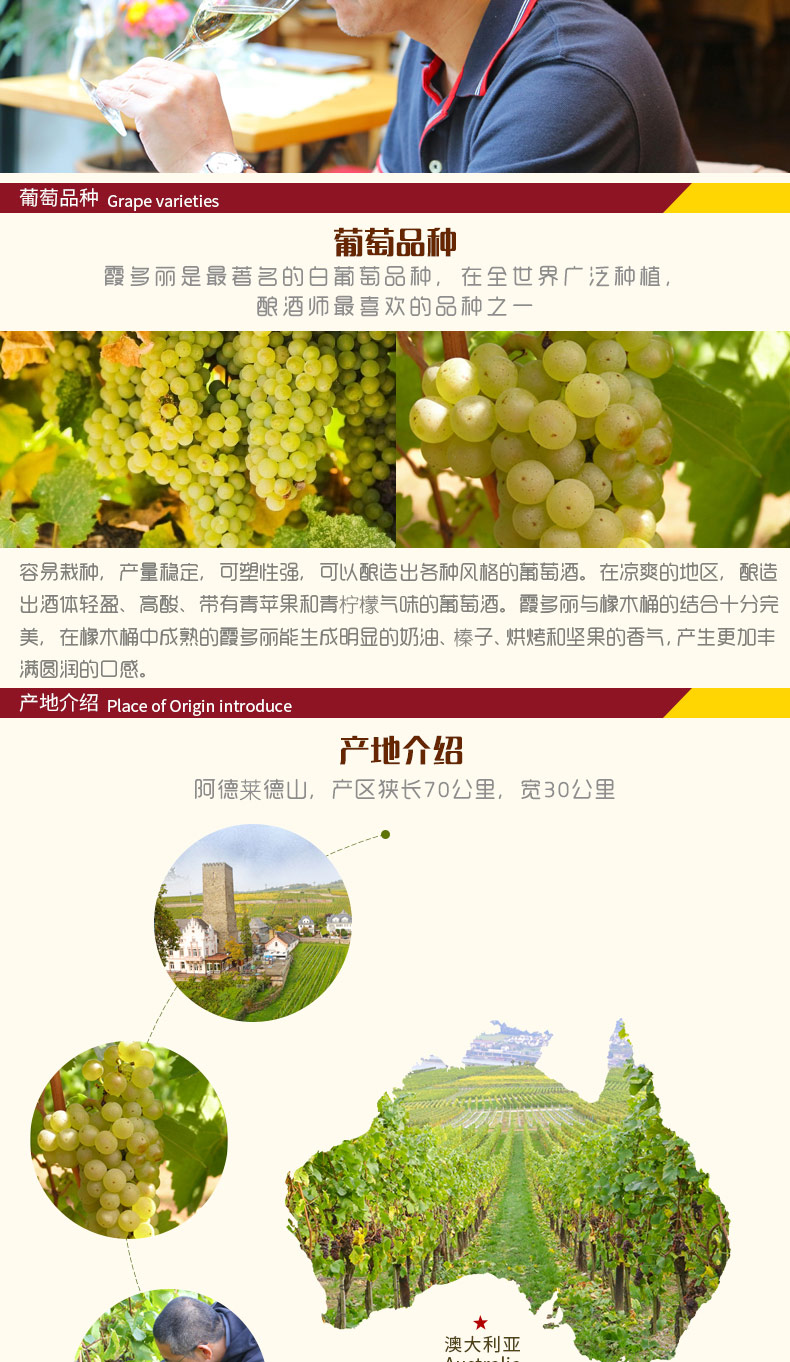 葡萄品种 Grape varieties
葡萄品种
霞多丽是最著名的白葡萄品种，在全世界广泛种植，
酿酒师最喜欢的品种之一
容易栽种，产量稳定，可塑性强，可以酿造出各种风格的葡萄酒。在凉爽的地区，酿造
出酒体轻盈、高酸、带有青苹果和青柠檬气味的葡萄酒。霞多丽与橡木桶的结合十分完
美，在橡木桶中成熟的霞多丽能生成明显的奶油、榛子、烘烤和坚果的香气，产生更加丰
满圆润的口感。
产地介绍 Place of Origin introduce
产地介绍
阿德莱德山，产区狭长70公里，宽30公里
澳大利亚
Australia